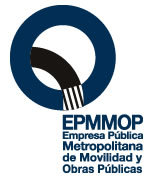 EPMMOP
Empresa Pública
Metropolitana
de Movilidad y
Obras Públicas